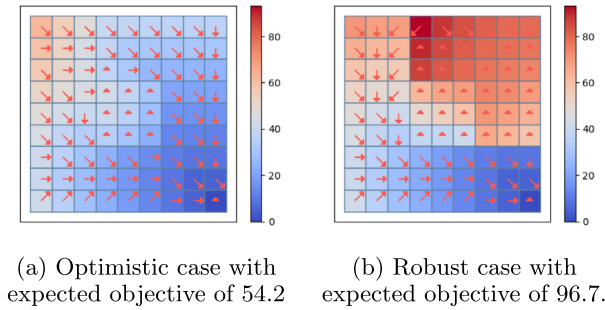 80
60
40
20
0
80
60
40
20
0
(a) Optimistic case with
expected objective of 54.2
(b) Robust case with
expected objective of 96.7.